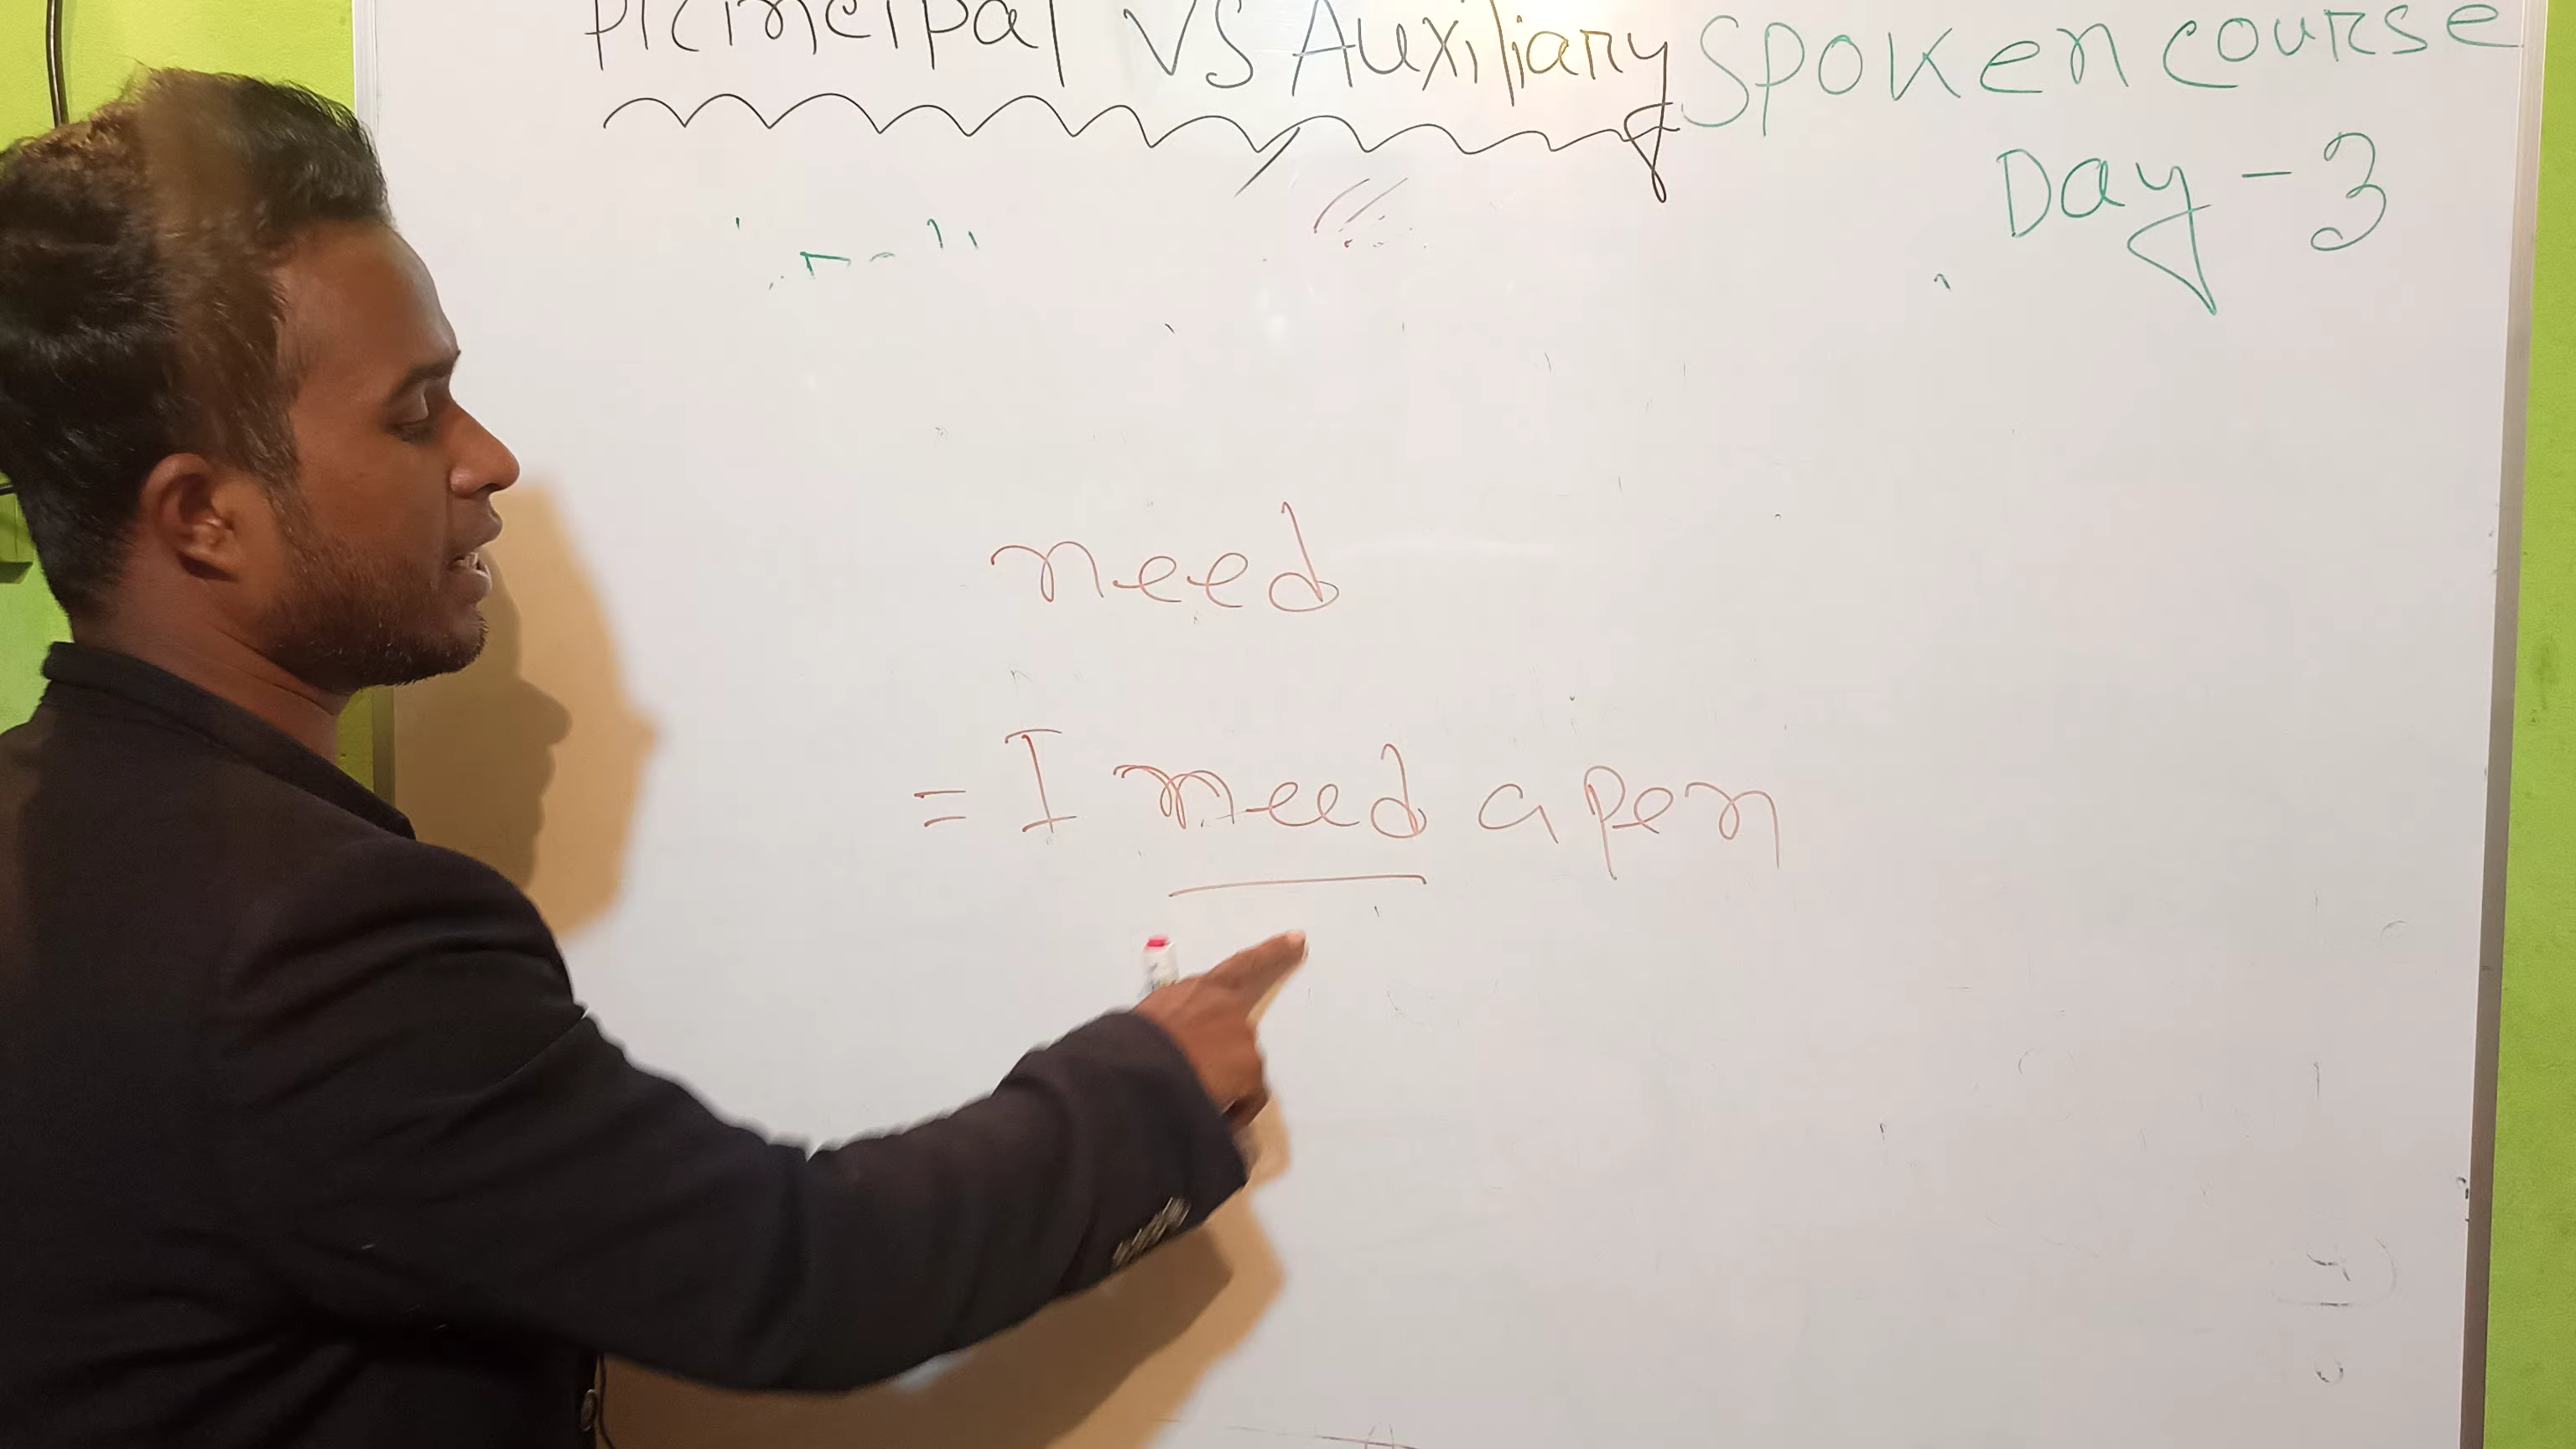 Principal VS Auxiliary
Spoken course
Day - 3
need
= I need a pen